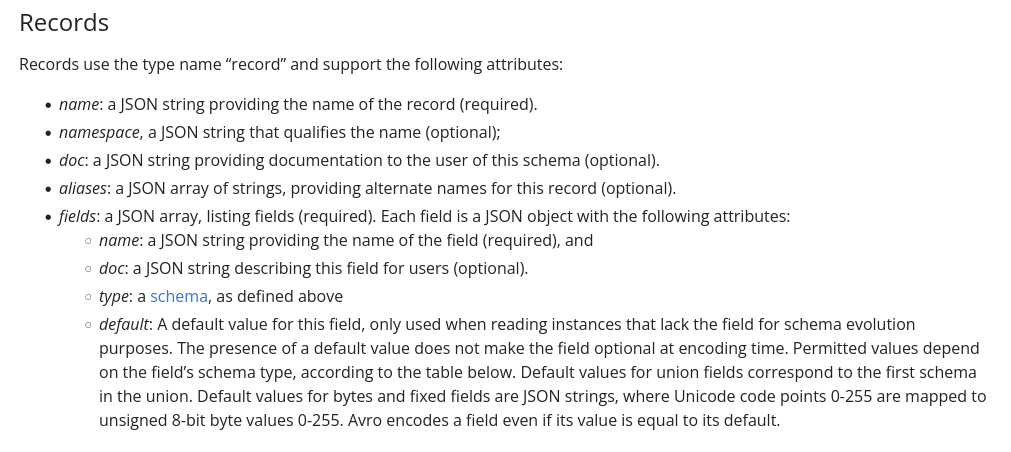 Records
Records use the type name “record” and support the following attributes:
• name: a JSON string providing the name of the record (required).
• namespace, a JSON string that qualifies the name (optional);
• doc: a JSON string providing documentation to the user of this schema (optional).
• aliases: a JSON array of strings, providing alternate names for this record (optional).
• fields: a JSON array, listing fields (required). Each field is a JSON object with the following attributes:
◦ name: a JSON string providing the name of the field (required), and
◦ doc: a JSON string describing this field for users (optional).
◦ type: a schema, as defined above
◦ default: A default value for this field, only used when reading instances that lack the field for schema evolution
purposes. The presence of a default value does not make the field optional at encoding time. Permitted values depend
on the field’s schema type, according to the table below. Default values for union fields correspond to the first schema
in the union. Default values for bytes and fixed fields are JSON strings, where Unicode code points 0-255 are mapped to
unsigned 8-bit byte values 0-255. Avro encodes a field even if its value is equal to its default.